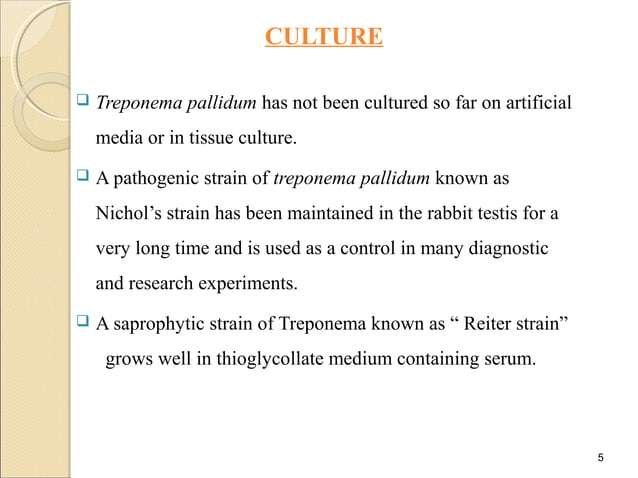 CULTURE
Treponema pallidum has not been cultured so far on artificial
media or in tissue culture.
A pathogenic strain of treponema pallidum known as
Nichol’s strain has been maintained in the rabbit testis for a
very long time and is used as a control in many diagnostic
and research experiments.
A saprophytic strain of Treponema known as “ Reiter strain”
grows well in thioglycollate medium containing serum.
5